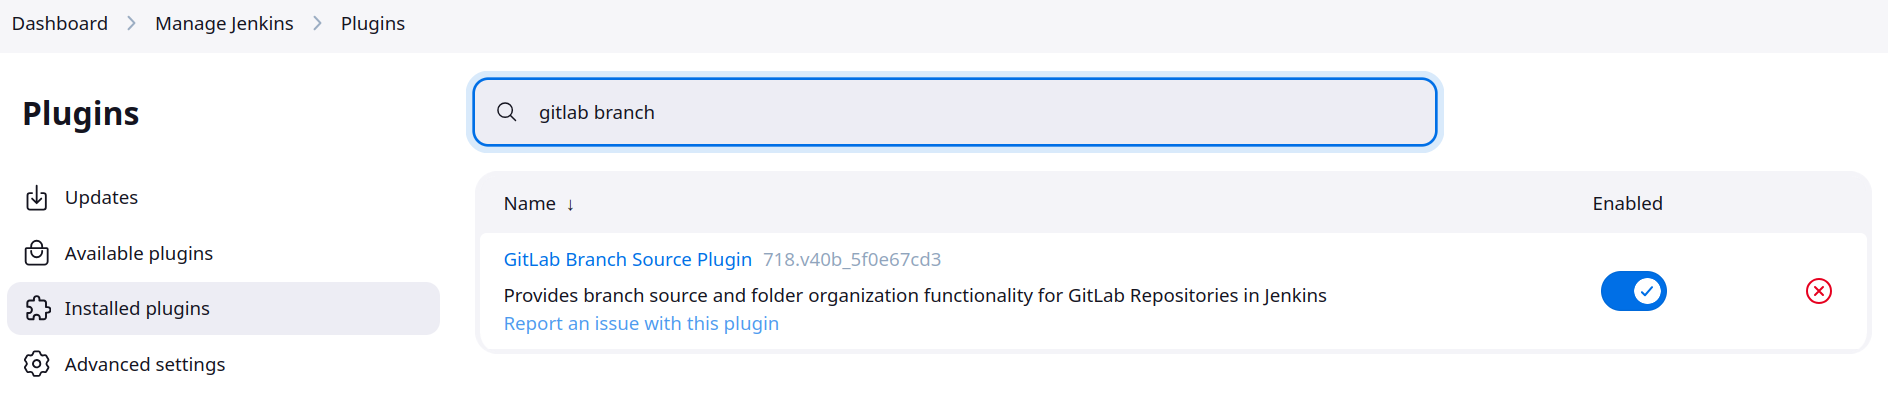 Dashboard > Manage Jenkins > Plugins
Plugins
gitlab branch
Updates
Available plugins
Installed plugins
Advanced settings
Name ↓ Enabled
GitLab Branch Source Plugin 718.v40b_5f0e67cd3
Provides branch source and folder organization functionality for GitLab Repositories in Jenkins
Report an issue with this plugin